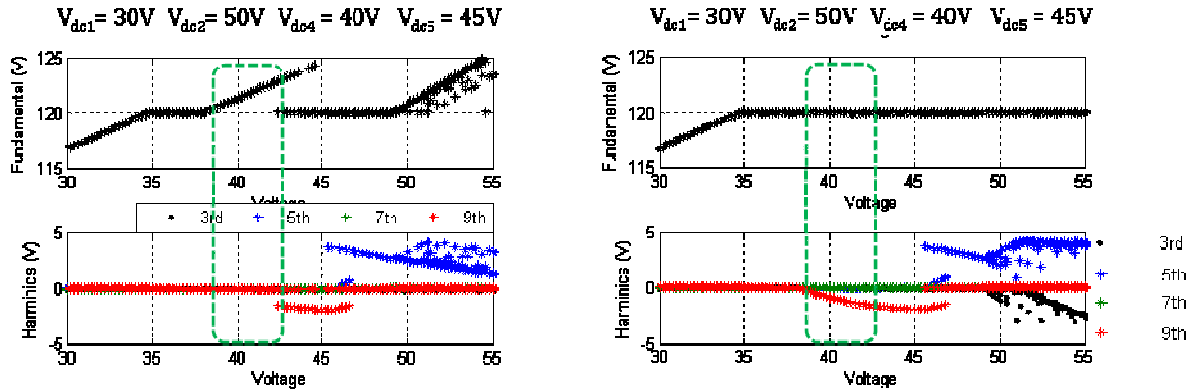 Vdc1 = 30V Vdc2 = 50V Vdc4 = 40V Vdc5 = 45V
Fundamental (V)
125
120
115
30 35 40 45 50 55
Voltage
3rd 5th 7th 9th
Harminics (V)
5
0
-5
30 35 40 45 50 55
Voltage
Vdc1 = 30V Vdc2 = 50V Vdc4 = 40V Vdc5 = 45V
Fundamental (V)
125
120
115
30 35 40 45 50 55
Voltage
Harminics (V)
5
0
-5
30 35 40 45 50 55
Voltage
3rd
5th
7th
9th